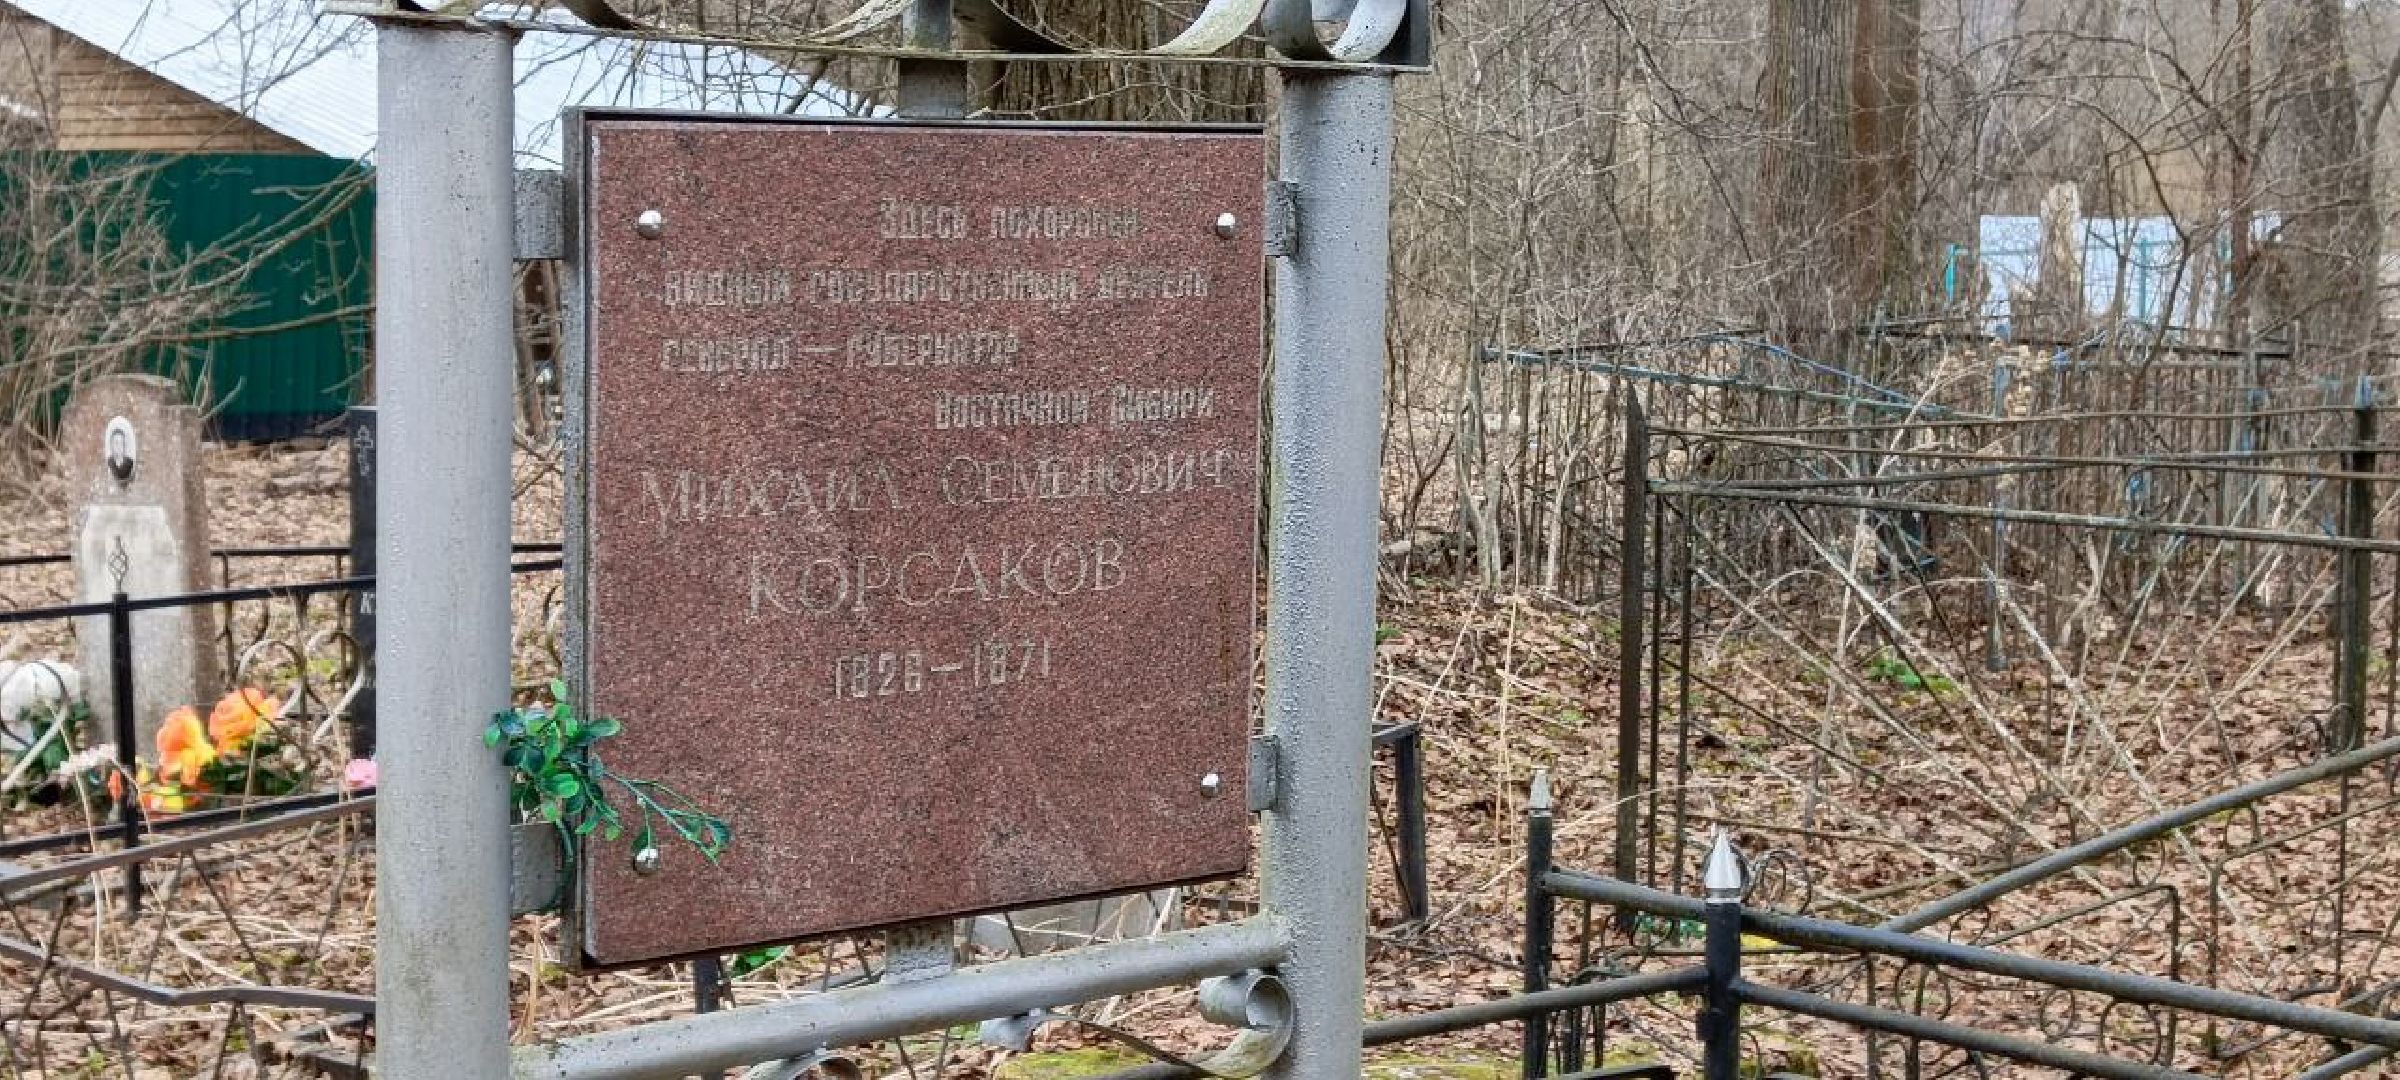 Здесь похоронен
видный государственный деятель
генерал — губернатор
Восточной Сибири
Михаил Семенович
КОРСАКОВ
1826—1871